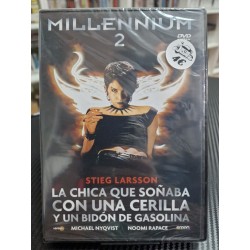 MILLENNIUM
2
DVD
4€
STIEG LARSSON
LA CHICA QUE SOÑABA
CON UNA CERILLA
Y UN BIDÓN DE GASOLINA
MICHAEL NYQVIST NOOMI RAPACE